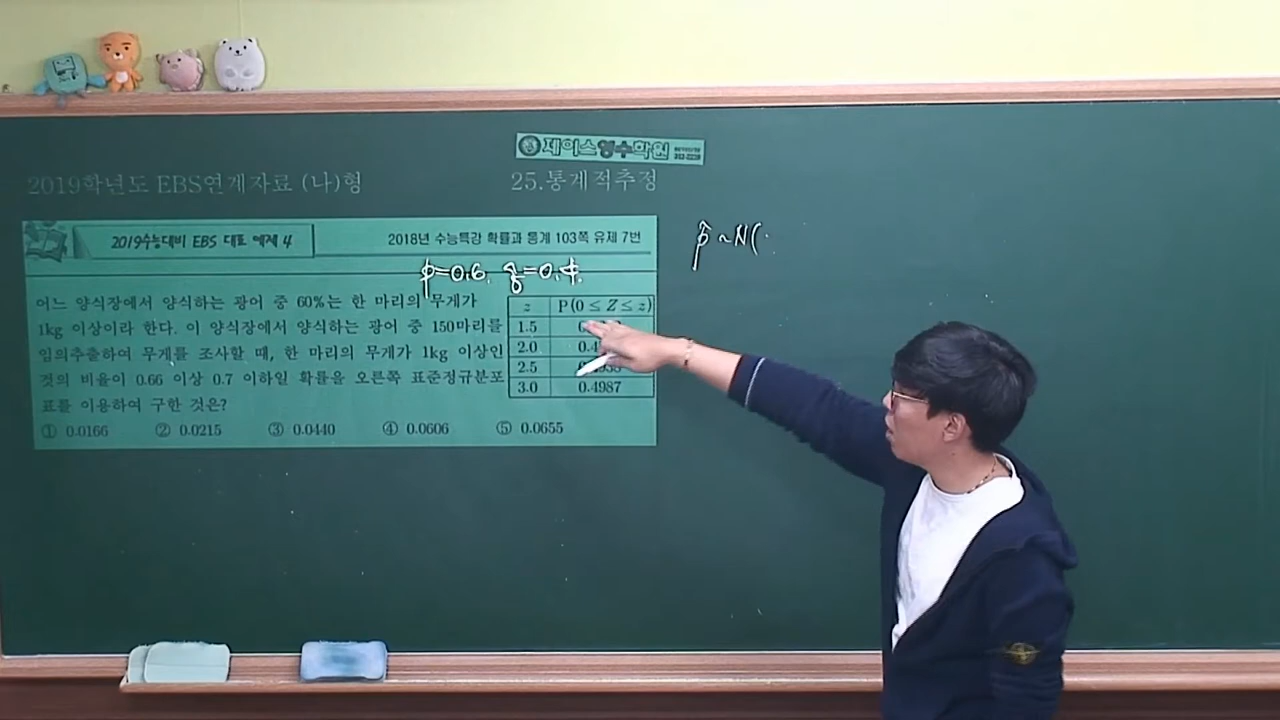 제이스영수학원
2019학년도 EBS연계자료 (나)형
25.통계적추정
2019수능대비 EBS 대표 예제 4
2018년 수능특강 확률과 통계 103쪽 유제 7번
p=0.6, q=0.4.
p̂ ~ N(
어느 양식장에서 양식하는 광어 중 60%는 한 마리의 무게가
1kg 이상이라 한다. 이 양식장에서 양식하는 광어 중 150마리를
임의추출하여 무게를 조사할 때, 한 마리의 무게가 1kg 이상인
것의 비율이 0.66 이상 0.7 이하일 확률을 오른쪽 표준정규분포
표를 이용하여 구한 것은?
z P(0≤Z≤z)
1.5
2.0
2.5
3.0 0.4987
① 0.0166 ② 0.0215 ③ 0.0440 ④ 0.0606 ⑤ 0.0655